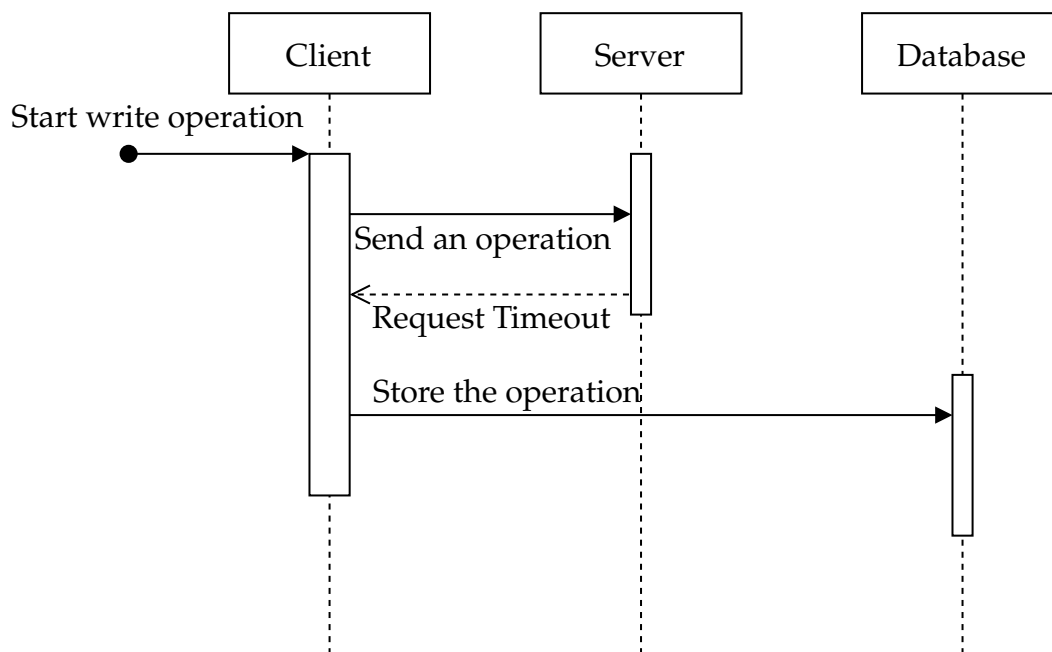 Client
Server
Database
Start write operation
Send an operation
Request Timeout
Store the operation